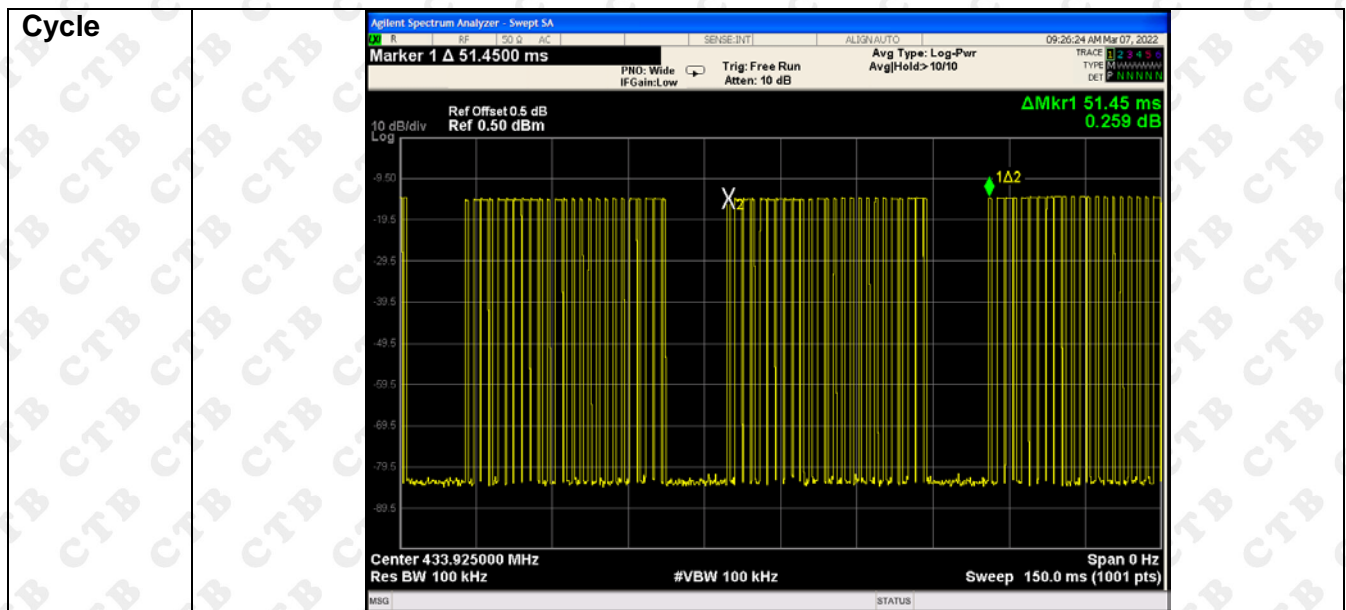 Cycle
Agilent Spectrum Analyzer - Swept SA
R RF 50 Ω AC SENSE:INT ALIGNAUTO 09:26:24 AM Mar 07, 2022
Marker 1 Δ 51.4500 ms
PNO: Wide
IFGain:Low
Trig: Free Run
Atten: 10 dB
Avg Type: Log-Pwr
Avg|Hold:>10/10
TRACE 1 2 3 4 5 6
TYPE M
DET P N N N N N
ΔMkr1 51.45 ms
0.259 dB
Ref Offset 0.5 dB
10 dB/div Ref 0.50 dBm
Log
-9.50
1Δ2
X2
-19.5
-29.5
-39.5
-49.5
-59.5
-69.5
-79.5
-89.5
Center 433.925000 MHz Span 0 Hz
Res BW 100 kHz #VBW 100 kHz Sweep 150.0 ms (1001 pts)
MSG STATUS